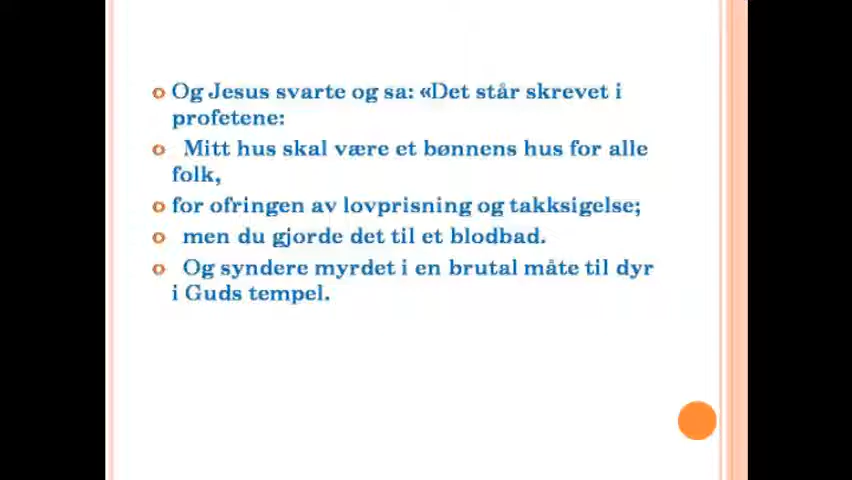 Og Jesus svarte og sa: «Det står skrevet i
profetene:
Mitt hus skal være et bønnens hus for alle
folk,
for ofringen av lovprisning og takksigelse;
men du gjorde det til et blodbad.
Og syndere myrdet i en brutal måte til dyr
i Guds tempel.